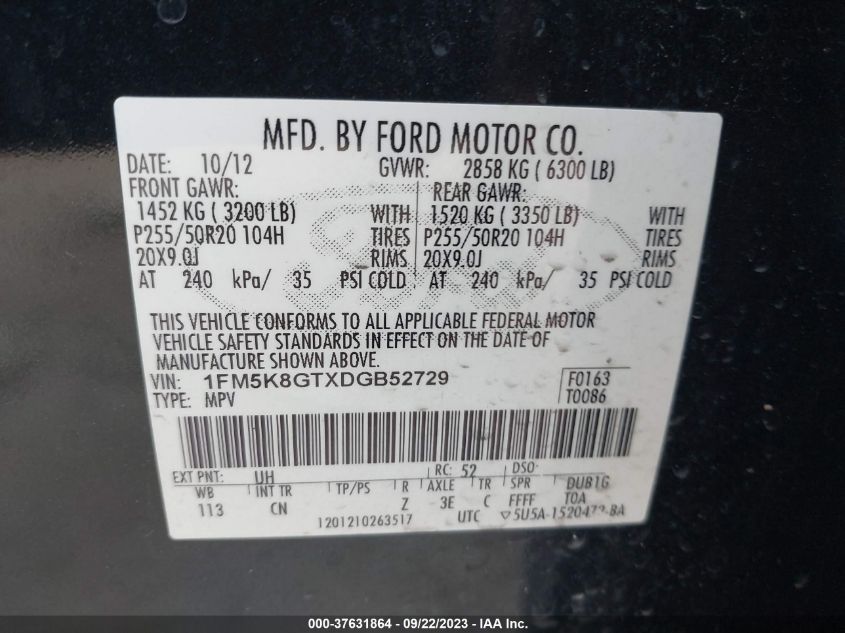 MFD. BY FORD MOTOR CO.
DATE: 10/12 GVWR: 2858 KG ( 6300 LB)
FRONT GAWR: REAR GAWR:
1452 KG ( 3200 LB) WITH 1520 KG ( 3350 LB) WITH
P255/50R20 104H TIRES P255/50R20 104H TIRES
20X9.0J RIMS 20X9.0J RIMS
AT 240 kPa/ 35 PSI COLD AT 240 kPa/ 35 PSI COLD
THIS VEHICLE CONFORMS TO ALL APPLICABLE FEDERAL MOTOR
VEHICLE SAFETY STANDARDS IN EFFECT ON THE DATE OF
MANUFACTURE SHOWN ABOVE.
VIN: 1FM5K8GTXDGB52729 F0163
TYPE: MPV T0086
EXT PNT: UH RC: 52 DSO:
WB INT TR TP/PS R AXLE TR SPR DUB1G
113 CN Z 3E C FFFF TOA
1201210263517 UTC ▽5U5A-1520472-BA
000-37631864 / 09/22/2023 - © IAA Inc.